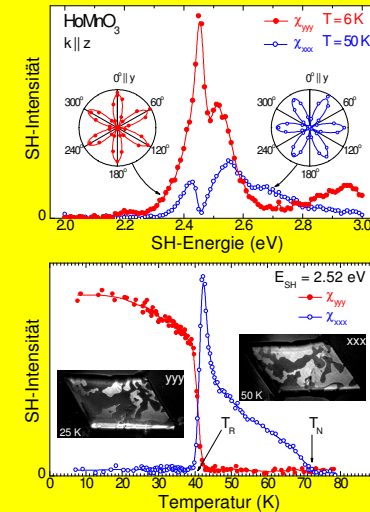 HoMnO3
k || z
χyyy T = 6 K
χxxx T = 50 K
0° || y
300° 60°
240° 120°
180°
0° || y
300° 60°
240° 120°
180°
SH-Intensität
0
2.0 2.2 2.4 2.6 2.8 3.0
SH-Energie (eV)
ESH = 2.52 eV
χyyy
χxxx
xxx
yyy
50 K
25 K
TR TN
SH-Intensität
0
0 10 20 30 40 50 60 70 80 90
Temperatur (K)